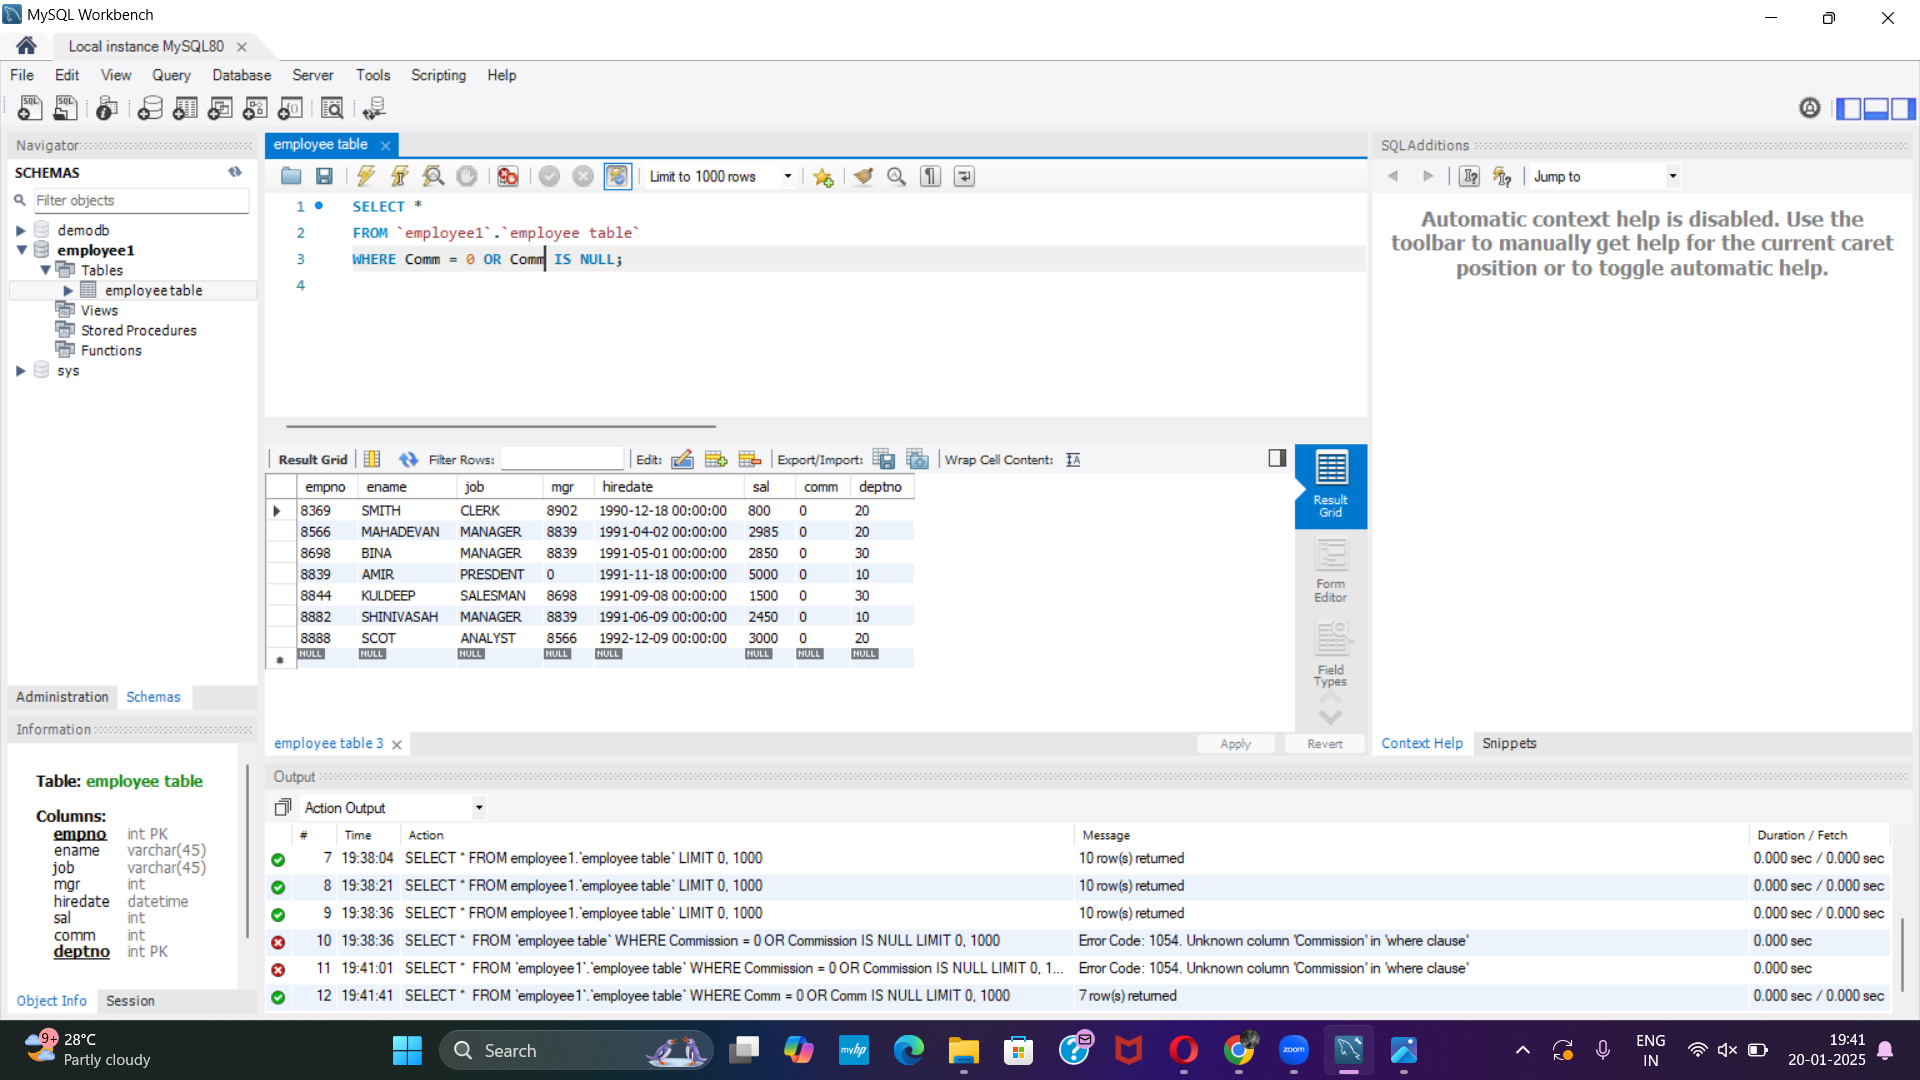 MySQL Workbench
Local instance MySQL80
File Edit View Query Database Server Tools Scripting Help
Navigator
SCHEMAS
Filter objects
demodb
employee1
Tables
employee table
Views
Stored Procedures
Functions
sys
Administration Schemas
Information
Table: employee table
Columns:
empno int PK
ename varchar(45)
job varchar(45)
mgr int
hiredate datetime
sal int
comm int
deptno int PK
Object Info Session
employee table
Limit to 1000 rows
1 SELECT *
2 FROM `employee1`.`employee table`
3 WHERE Comm = 0 OR Comm IS NULL;
4
Result Grid Filter Rows: Edit: Export/Import: Wrap Cell Content:
empno ename job mgr hiredate sal comm deptno
8369 SMITH CLERK 8902 1990-12-18 00:00:00 800 0 20
8566 MAHADEVAN MANAGER 8839 1991-04-02 00:00:00 2985 0 20
8698 BINA MANAGER 8839 1991-05-01 00:00:00 2850 0 30
8839 AMIR PRESDENT 0 1991-11-18 00:00:00 5000 0 10
8844 KULDEEP SALESMAN 8698 1991-09-08 00:00:00 1500 0 30
8882 SHINIVASAH MANAGER 8839 1991-06-09 00:00:00 2450 0 10
8888 SCOT ANALYST 8566 1992-12-09 00:00:00 3000 0 20
NULL NULL NULL NULL NULL NULL NULL NULL
Result
Grid
Form
Editor
Field
Types
employee table 3
Apply Revert
SQLAdditions
Jump to
Automatic context help is disabled. Use the
toolbar to manually get help for the current caret
position or to toggle automatic help.
Context Help Snippets
Output
Action Output
# Time Action Message Duration / Fetch
7 19:38:04 SELECT * FROM employee1.`employee table` LIMIT 0, 1000 10 row(s) returned 0.000 sec / 0.000 sec
8 19:38:21 SELECT * FROM employee1.`employee table` LIMIT 0, 1000 10 row(s) returned 0.000 sec / 0.000 sec
9 19:38:36 SELECT * FROM employee1.`employee table` LIMIT 0, 1000 10 row(s) returned 0.000 sec / 0.000 sec
10 19:38:36 SELECT * FROM `employee table` WHERE Commission = 0 OR Commission IS NULL LIMIT 0, 1000 Error Code: 1054. Unknown column 'Commission' in 'where clause' 0.000 sec
11 19:41:01 SELECT * FROM `employee1`.`employee table` WHERE Commission = 0 OR Commission IS NULL LIMIT 0, 1... Error Code: 1054. Unknown column 'Commission' in 'where clause' 0.000 sec
12 19:41:41 SELECT * FROM `employee1`.`employee table` WHERE Comm = 0 OR Comm IS NULL LIMIT 0, 1000 7 row(s) returned 0.000 sec / 0.000 sec
9+
28°C
Partly cloudy
Search
myhp
zoom
ENG
IN
19:41
20-01-2025